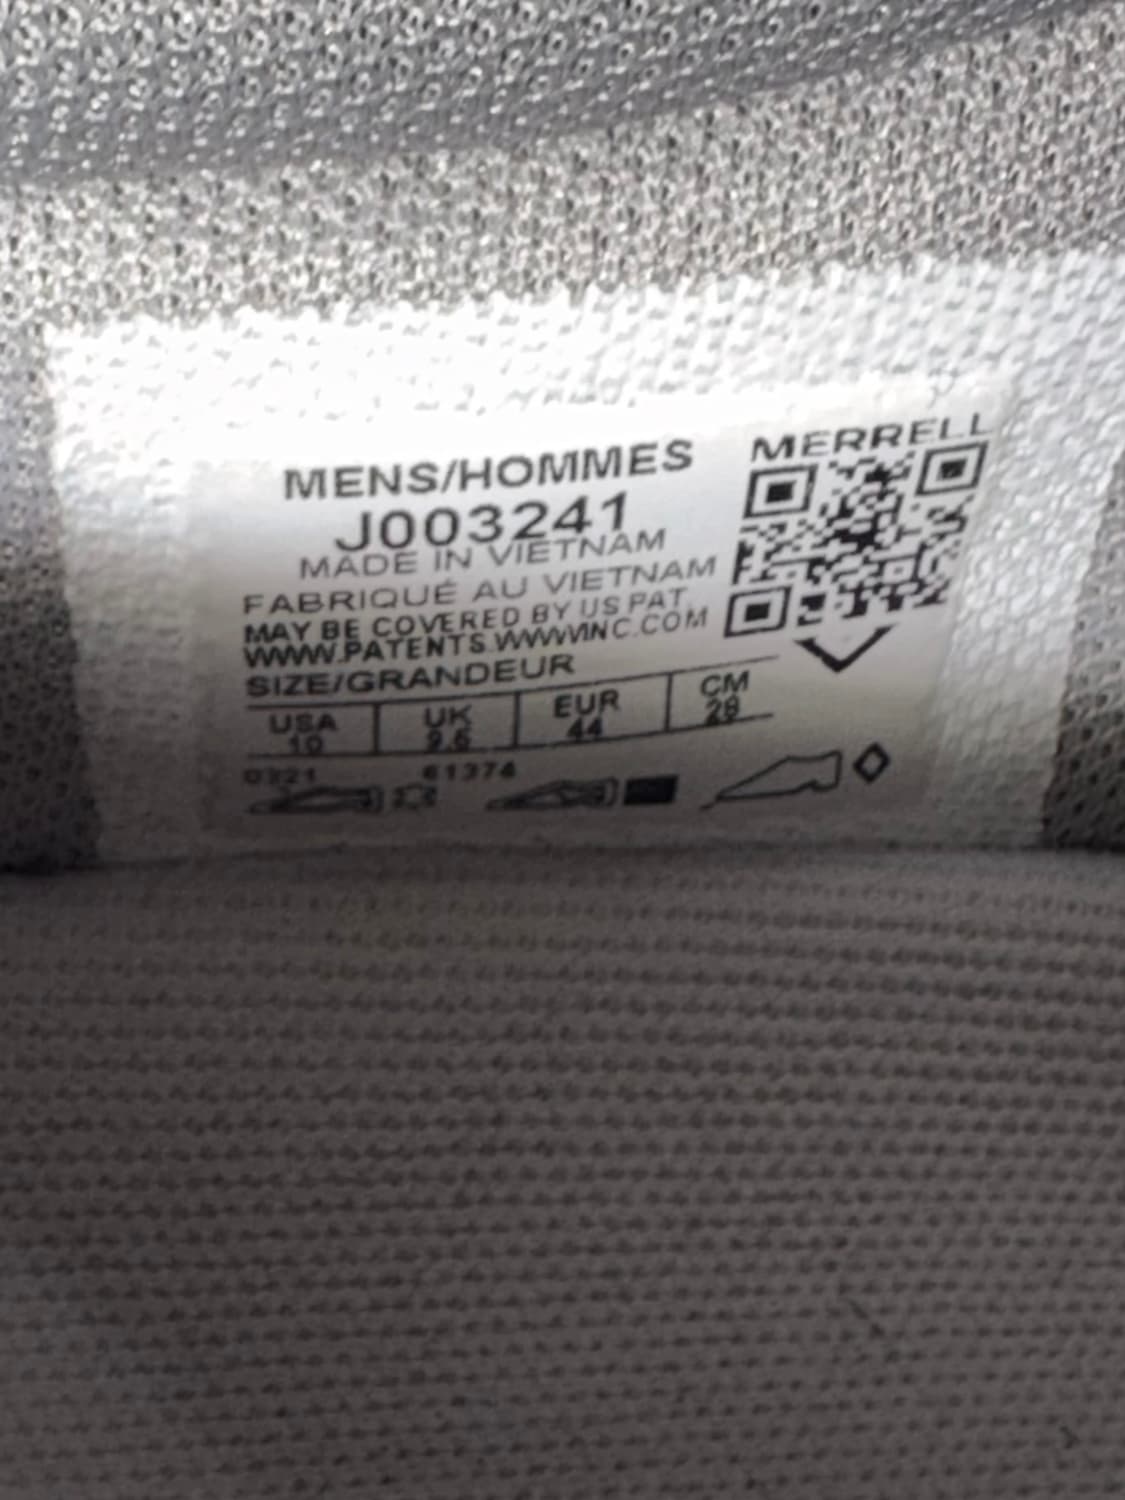 MERRELL
MENS/HOMMES
J003241
MADE IN VIETNAM
FABRIQUÉ AU VIETNAM
MAY BE COVERED BY US PAT.
WWW.PATENTS.WWWINC.COM
SIZE/GRANDEUR
USA UK EUR CM
10 9.5 44 28
0321 61374